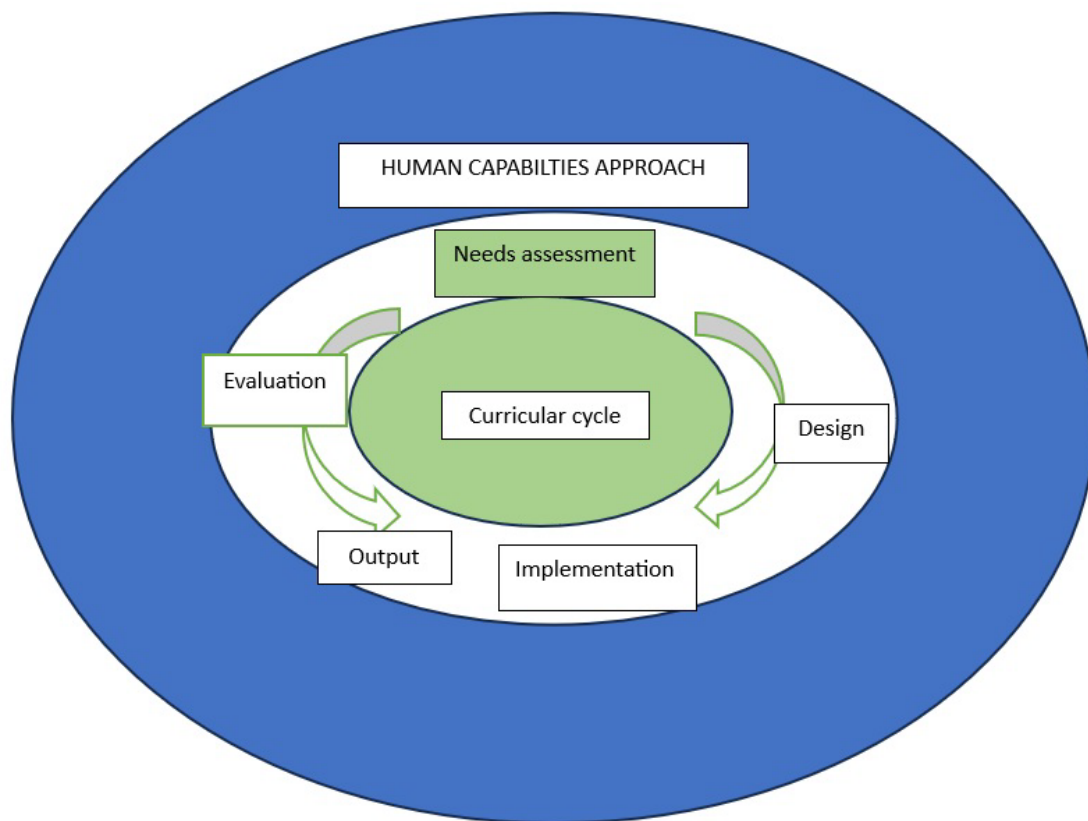 HUMAN CAPABILTIES APPROACH
Needs assessment
Evaluation
Curricular cycle
Design
Output
Implementation